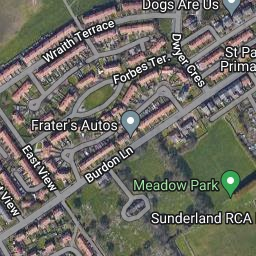 Dogs Are Us
Wraith Terrace
Dwyer Cres
Forbes Ter.
St Pa
Prima
Frater's Autos
East View
Burdon Ln
st View
Meadow Park
Sunderland RCA